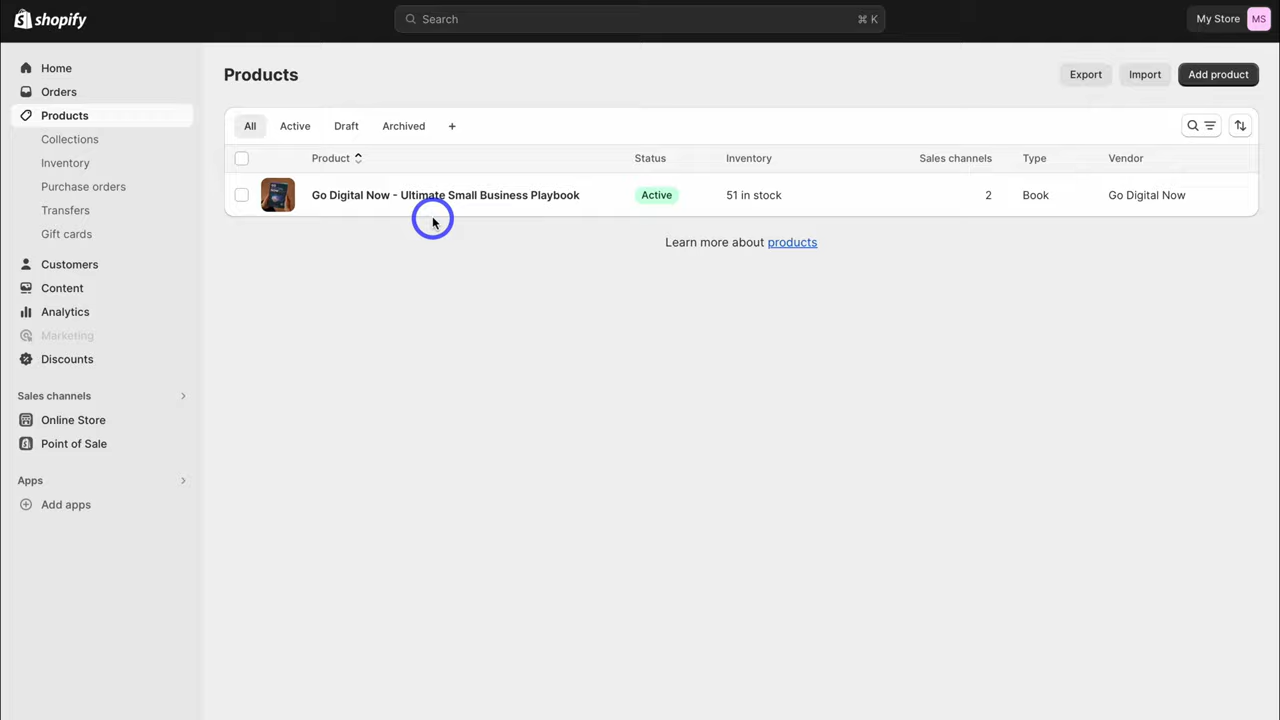 shopify
Search
⌘ K
My Store
MS
Home
Orders
Products
Collections
Inventory
Purchase orders
Transfers
Gift cards
Customers
Content
Analytics
Marketing
Discounts
Sales channels
Online Store
Point of Sale
Apps
Add apps
Products
Export
Import
Add product
All Active Draft Archived +
Product Status Inventory Sales channels Type Vendor
Go Digital Now - Ultimate Small Business Playbook Active 51 in stock 2 Book Go Digital Now
Learn more about products